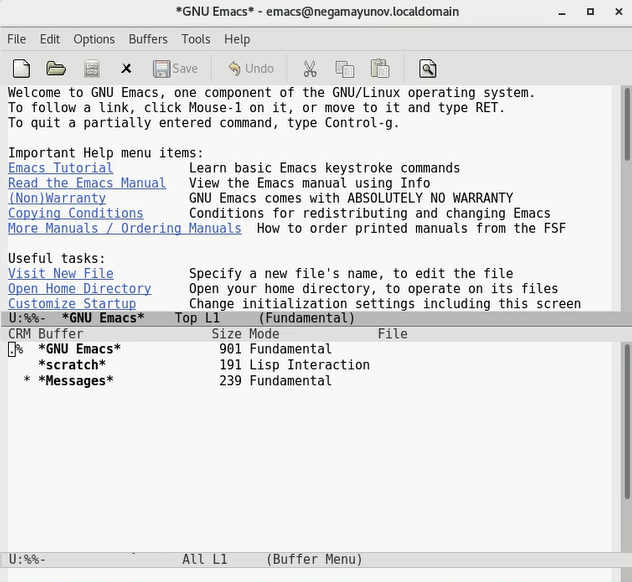 *GNU Emacs* - emacs@negamayunov.localdomain
File Edit Options Buffers Tools Help
Save Undo
Welcome to GNU Emacs, one component of the GNU/Linux operating system.
To follow a link, click Mouse-1 on it, or move to it and type RET.
To quit a partially entered command, type Control-g.
Important Help menu items:
Emacs Tutorial Learn basic Emacs keystroke commands
Read the Emacs Manual View the Emacs manual using Info
(Non)Warranty GNU Emacs comes with ABSOLUTELY NO WARRANTY
Copying Conditions Conditions for redistributing and changing Emacs
More Manuals / Ordering Manuals How to order printed manuals from the FSF
Useful tasks:
Visit New File Specify a new file's name, to edit the file
Open Home Directory Open your home directory, to operate on its files
Customize Startup Change initialization settings including this screen
U:%%- *GNU Emacs* Top L1 (Fundamental)
CRM Buffer Size Mode File
.% *GNU Emacs* 901 Fundamental
*scratch* 191 Lisp Interaction
* *Messages* 239 Fundamental
U:%%- All L1 (Buffer Menu)